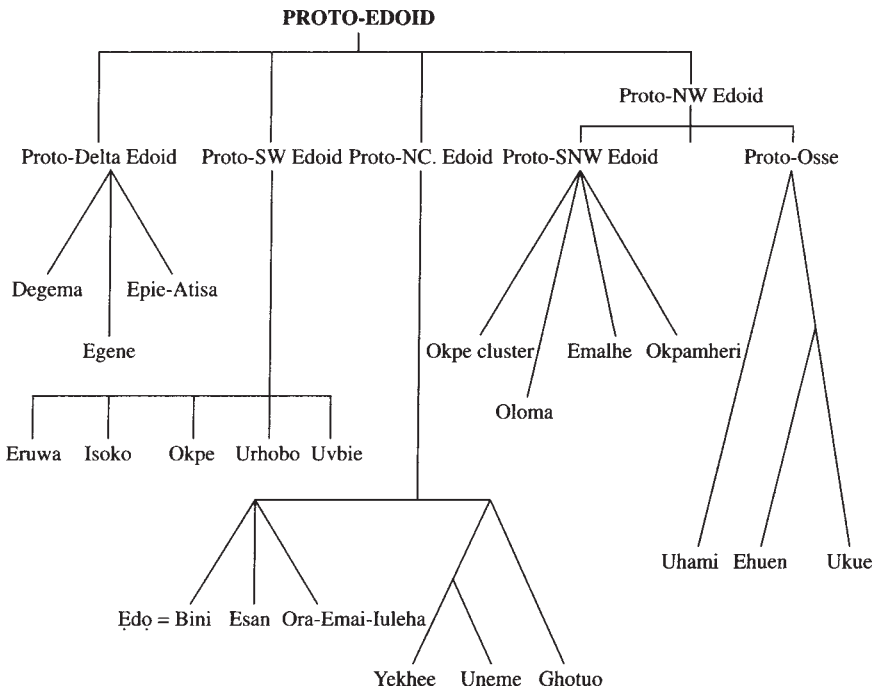 PROTO-EDOID
Proto-NW Edoid
Proto-Delta Edoid Proto-SW Edoid Proto-NC. Edoid Proto-SNW Edoid Proto-Osse
Degema Epie-Atisa
Egene
Okpe cluster Emalhe Okpamheri
Oloma
Eruwa Isoko Okpe Urhobo Uvbie
Uhami Ehuen Ukue
Ẹdọ = Bini Esan Ora-Emai-Iuleha
Yekhee Uneme Ghotuo